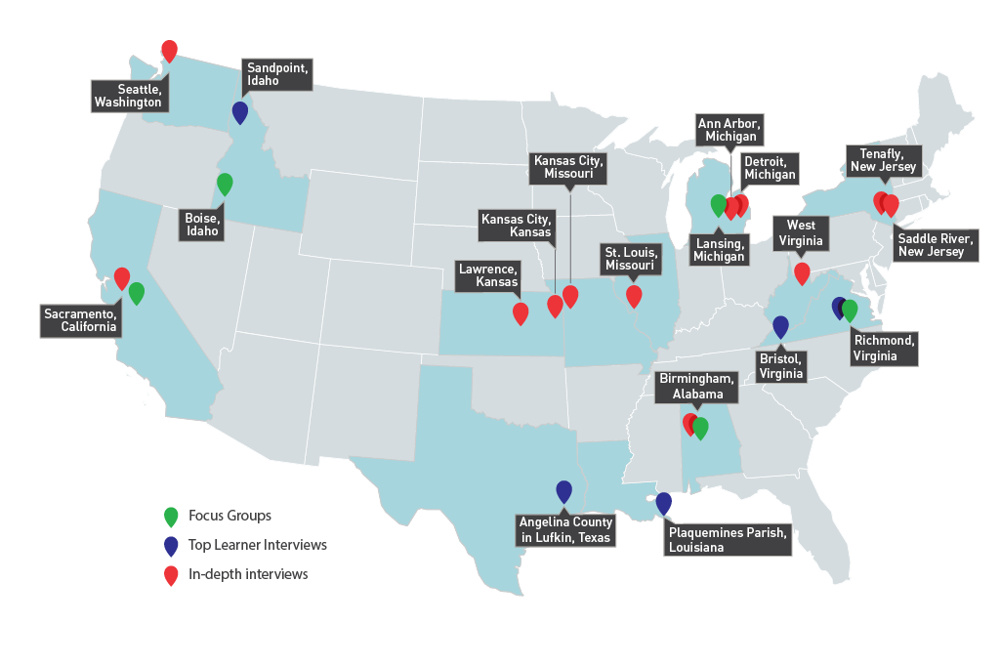 Seattle,
Washington
Sandpoint,
Idaho
Boise,
Idaho
Sacramento,
California
Lawrence,
Kansas
Kansas City,
Kansas
Kansas City,
Missouri
St. Louis,
Missouri
Ann Arbor,
Michigan
Detroit,
Michigan
Lansing,
Michigan
West
Virginia
Tenafly,
New Jersey
Saddle River,
New Jersey
Richmond,
Virginia
Bristol,
Virginia
Birmingham,
Alabama
Angelina County
in Lufkin, Texas
Plaquemines Parish,
Louisiana
Focus Groups
Top Learner Interviews
In-depth interviews